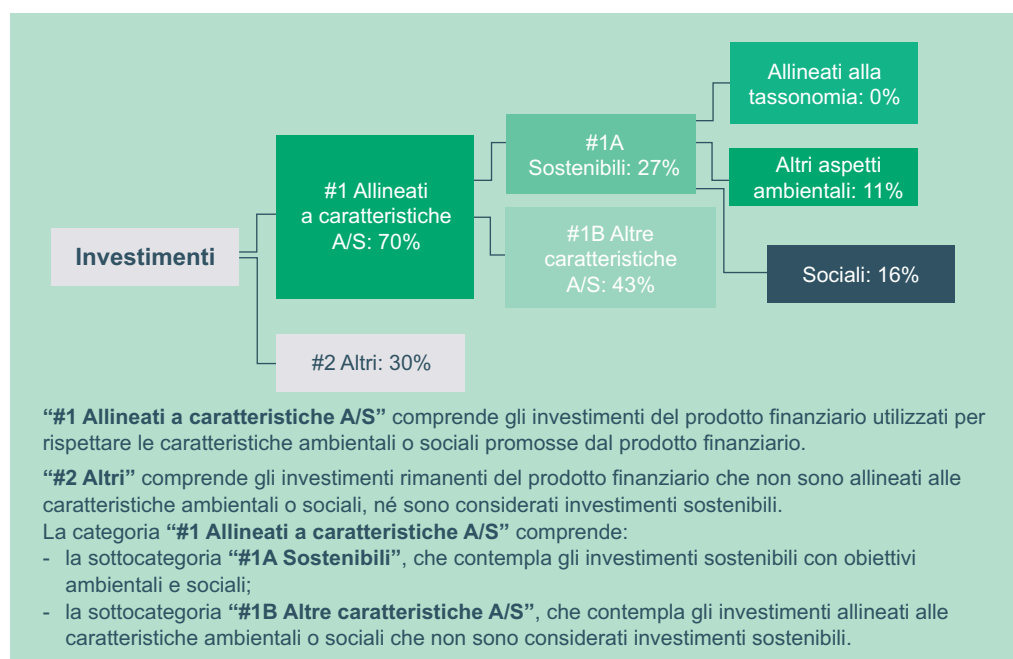 Allineati alla
tassonomia: 0%
#1A
Sostenibili: 27%
Altri aspetti
ambientali: 11%
#1 Allineati
a caratteristiche
A/S: 70%
#1B Altre
caratteristiche
A/S: 43%
Investimenti
Sociali: 16%
#2 Altri: 30%
“#1 Allineati a caratteristiche A/S” comprende gli investimenti del prodotto finanziario utilizzati per
rispettare le caratteristiche ambientali o sociali promosse dal prodotto finanziario.
“#2 Altri” comprende gli investimenti rimanenti del prodotto finanziario che non sono allineati alle
caratteristiche ambientali o sociali, né sono considerati investimenti sostenibili.
La categoria “#1 Allineati a caratteristiche A/S” comprende:
- la sottocategoria “#1A Sostenibili”, che contempla gli investimenti sostenibili con obiettivi
ambientali e sociali;
- la sottocategoria “#1B Altre caratteristiche A/S”, che contempla gli investimenti allineati alle
caratteristiche ambientali o sociali che non sono considerati investimenti sostenibili.